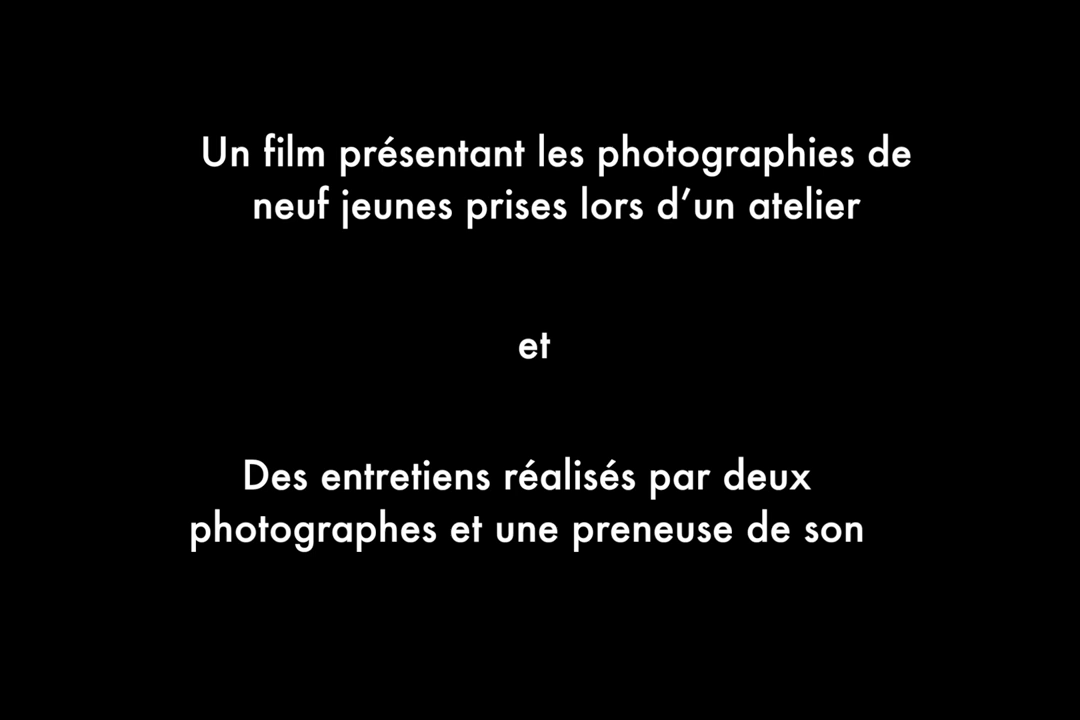 Un film présentant les photographies de
neuf jeunes prises lors d’un atelier
et
Des entretiens réalisés par deux
photographes et une preneuse de son